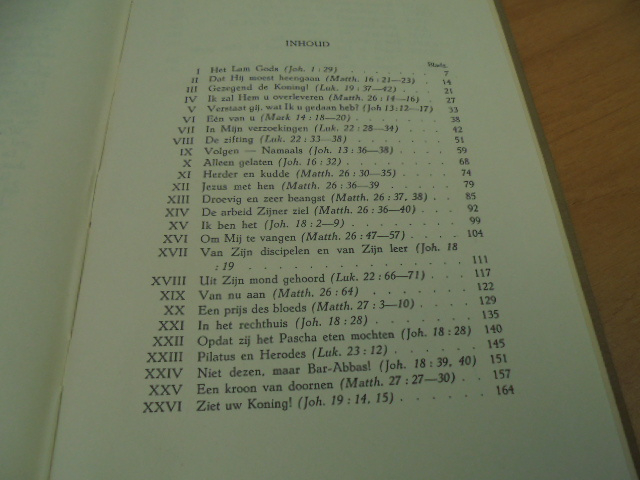 INHOUD
Bladz.
I Het Lam Gods (Joh. 1 : 29) . . . . . . . 7
II Dat Hij moest heengaan (Matth. 16 : 21—23) . 14
III Gezegend de Koning! (Luk. 19 : 37—42) . . . 21
IV Ik zal Hem u overleveren (Matth. 26 : 14—16) . 27
V Verstaat gij, wat Ik u gedaan heb? (Joh 13 : 12—17) 33
VI Eén van u (Mark 14 : 18—20) . . . . . . 38
VII In Mijn verzoekingen (Luk. 22 : 28—34) . . . 42
VIII De zifting (Luk. 22 : 33—38) . . . . . . 51
IX Volgen — Namaals (Joh. 13 : 36—38) . . . . 59
X Alleen gelaten (Joh. 16 : 32) . . . . . . 68
XI Herder en kudde (Matth. 26 : 30—35) . . . . 74
XII Jezus met hen (Matth. 26 : 36—39 . . . . . 79
XIII Droevig en zeer beangst (Matth. 26 : 37, 38) . . 85
XIV De arbeid Zijner ziel (Matth. 26 : 36—40) . . . 92
XV Ik ben het (Joh. 18 : 2—9) . . . . . . . 99
XVI Om Mij te vangen (Matth. 26 : 47—57) . . . . 104
XVII Van Zijn discipelen en van Zijn leer (Joh. 18
: 19 . . . . . . . . . . . . . . 111
XVIII Uit Zijn mond gehoord (Luk. 22 : 66—71) . . . 117
XIX Van nu aan (Matth. 26 : 64) . . . . . . . 122
XX Een prijs des bloeds (Matth. 27 : 3—10) . . . . 129
XXI In het rechthuis (Joh. 18 : 28) . . . . . . 135
XXII Opdat zij het Pascha eten mochten (Joh. 18 : 28) 140
XXIII Pilatus en Herodes (Luk. 23 : 12) . . . . . 145
XXIV Niet dezen, maar Bar-Abbas! (Joh. 18 : 39, 40) 151
XXV Een kroon van doornen (Matth. 27 : 27—30) . . 157
XXVI Ziet uw Koning! (Joh. 19 : 14, 15) . . . . . . 164